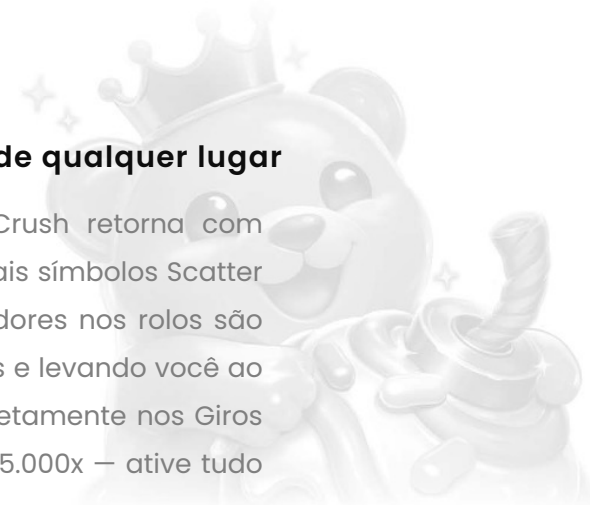 de qualquer lugar
Crush retorna com
ais símbolos Scatter
dores nos rolos são
s e levando você ao
etamente nos Giros
5.000x — ative tudo